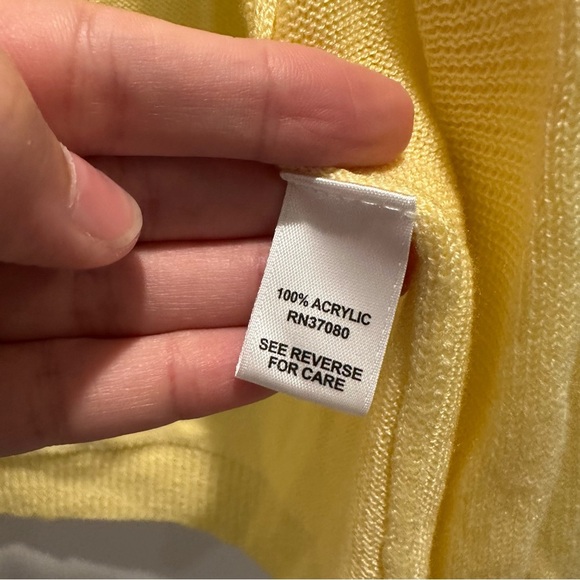 100% ACRYLIC
RN37080
SEE REVERSE
FOR CARE